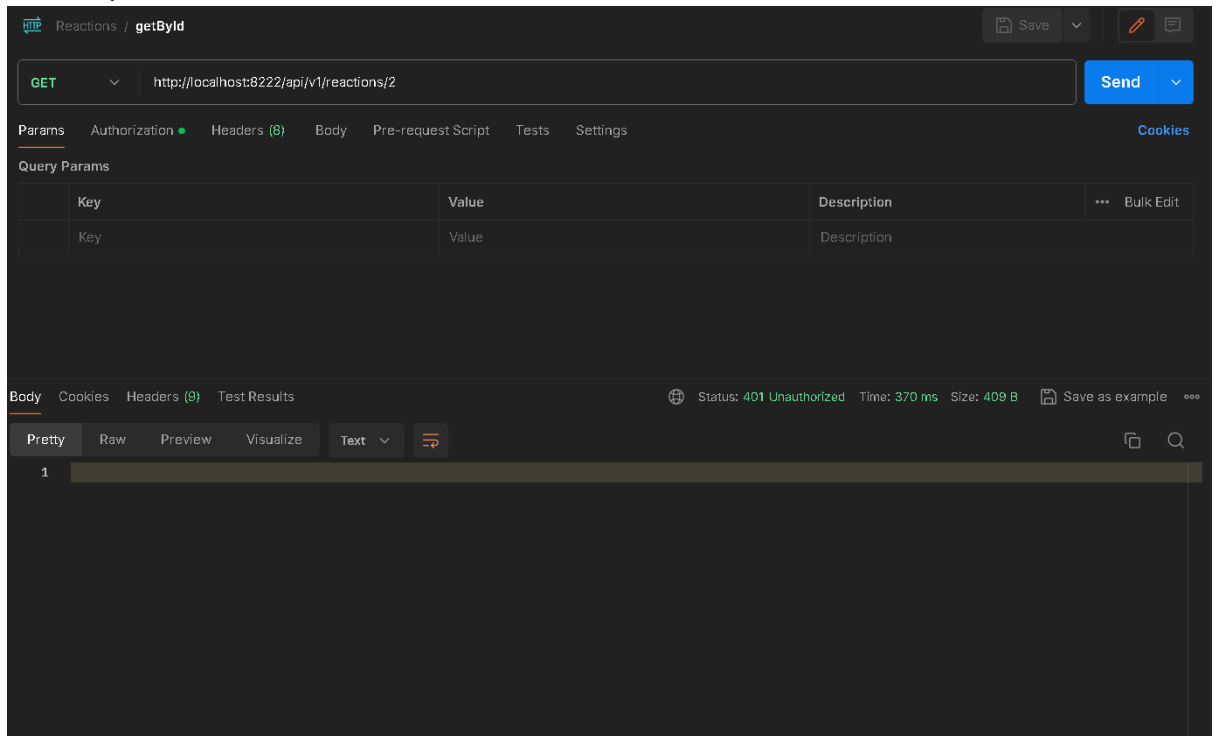 HTTP Reactions / getById Save
GET http://localhost:8222/api/v1/reactions/2 Send
Params Authorization Headers (8) Body Pre-request Script Tests Settings Cookies
Query Params
Key Value Description Bulk Edit
Key Value Description
Body Cookies Headers (9) Test Results Status: 401 Unauthorized Time: 370 ms Size: 409 B Save as example
Pretty Raw Preview Visualize Text
1